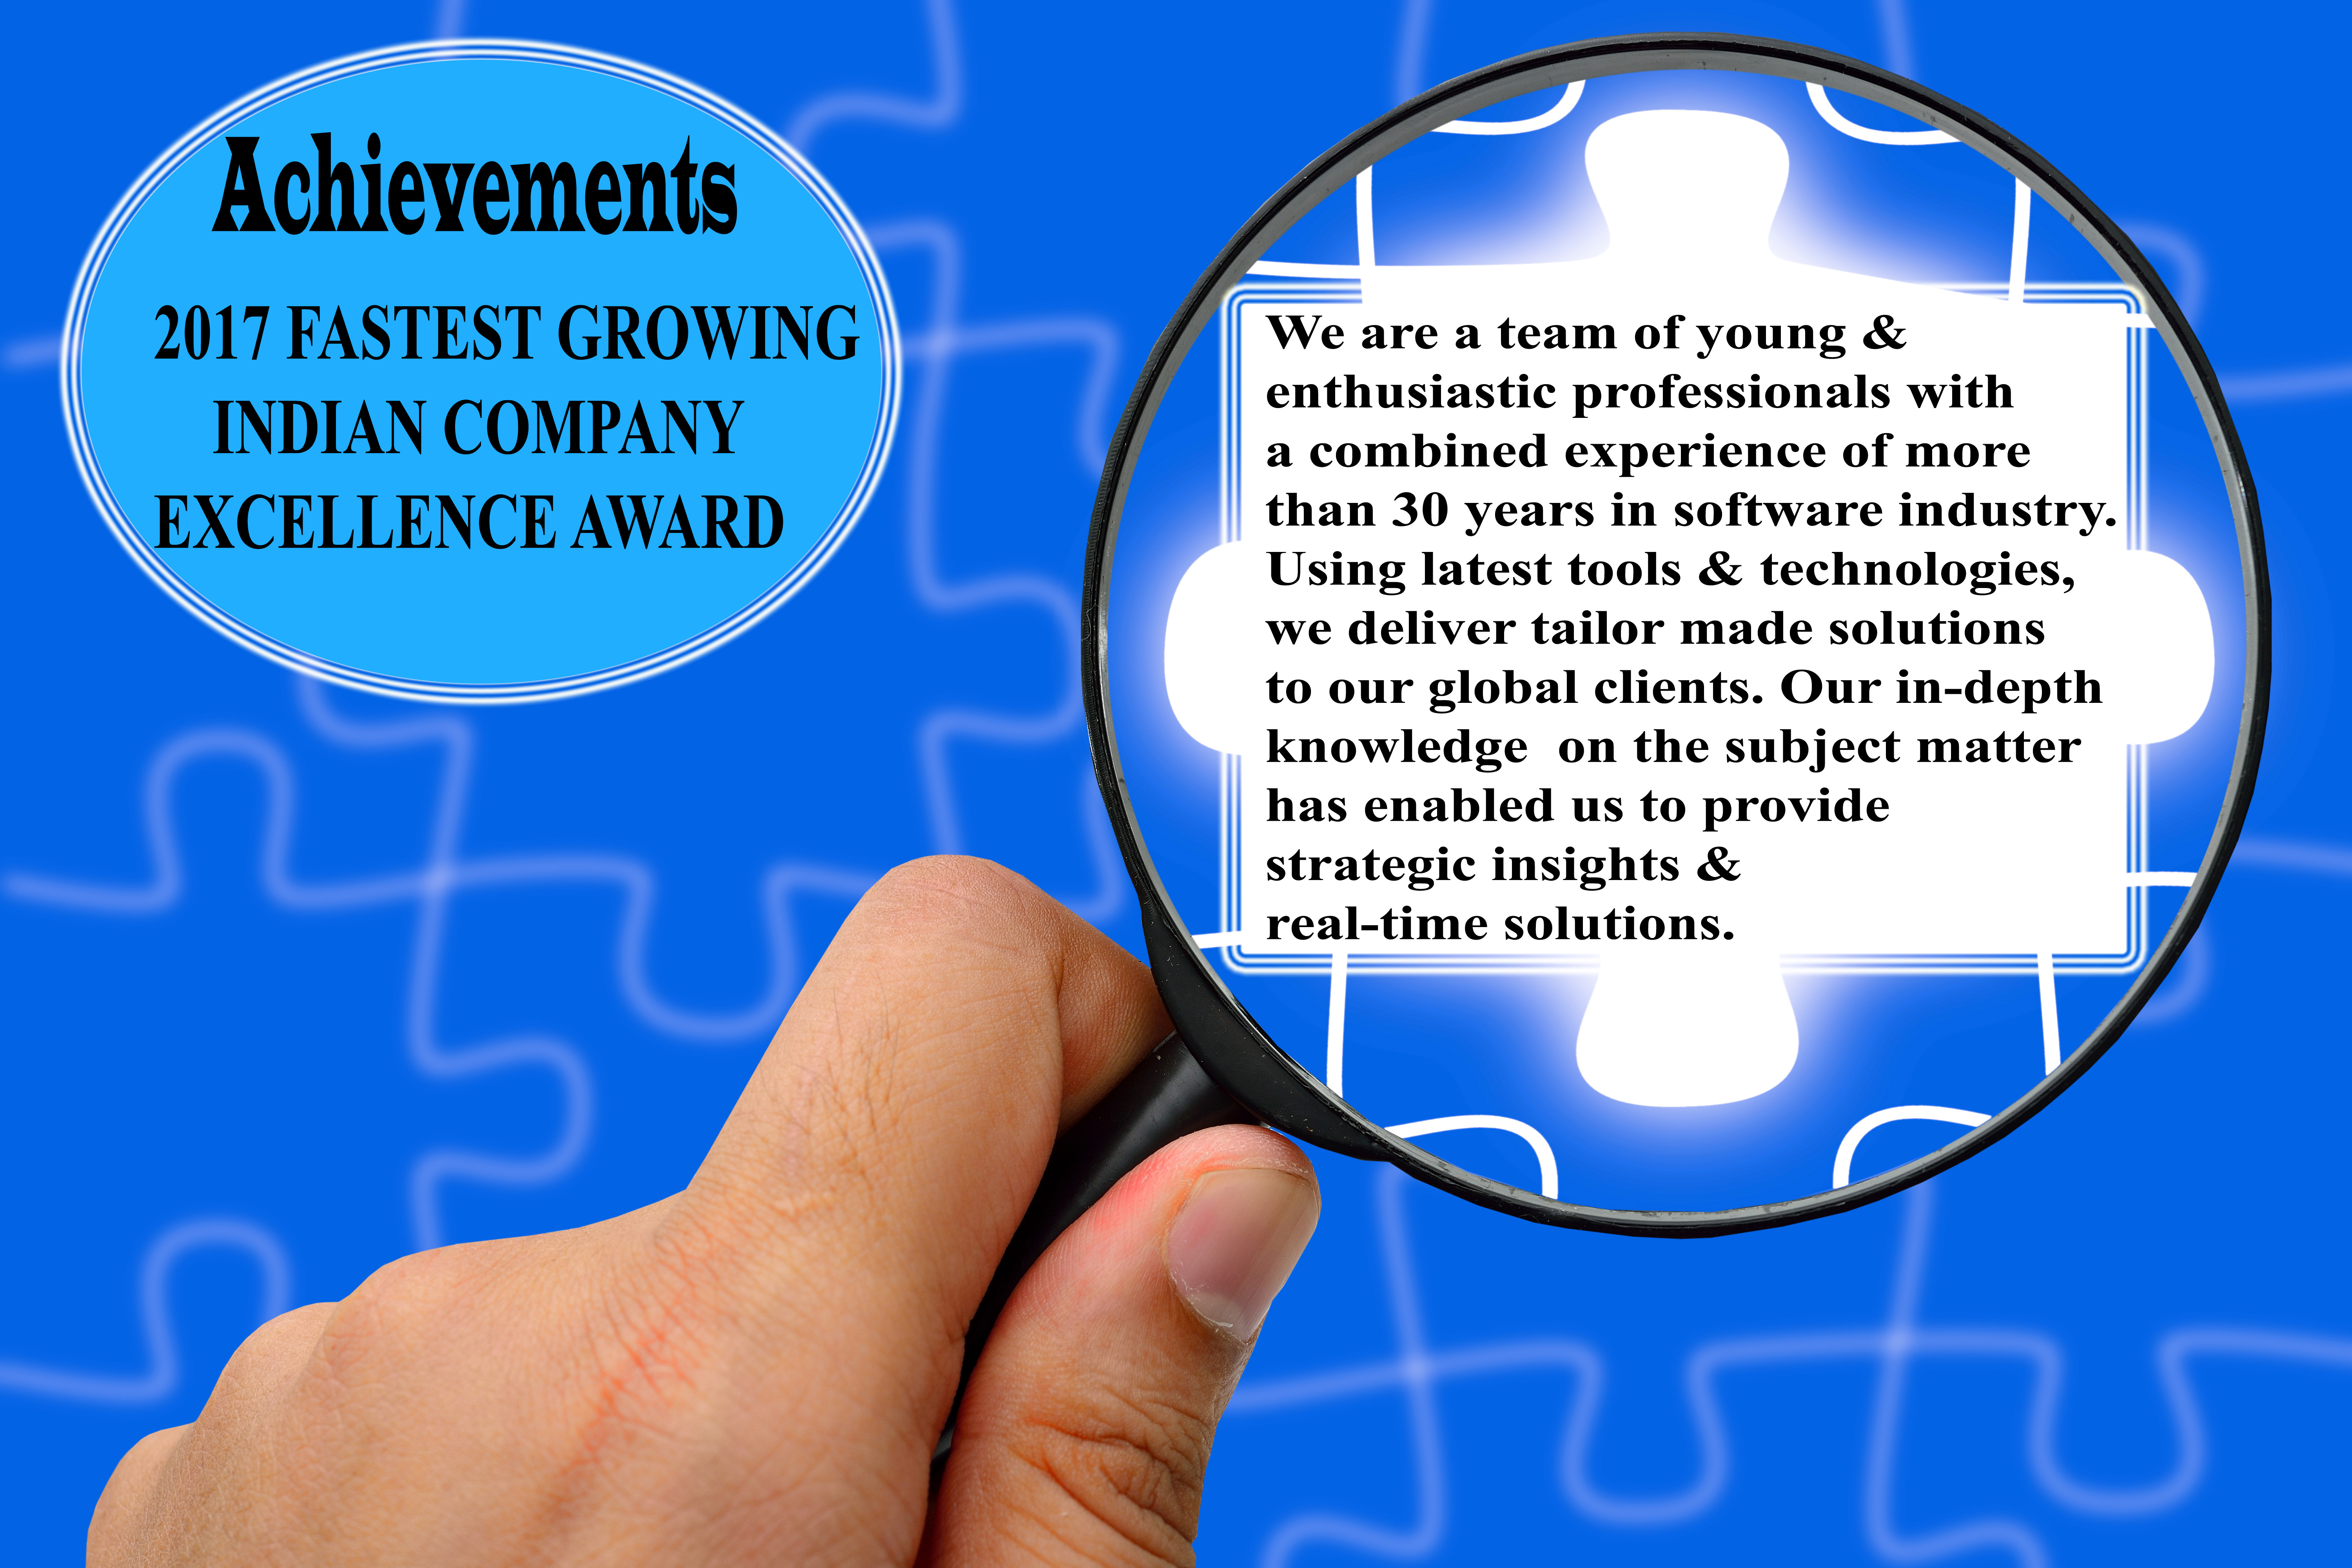 Achievements
2017 FASTEST GROWING
INDIAN COMPANY
EXCELLENCE AWARD
We are a team of young &
enthusiastic professionals with
a combined experience of more
than 30 years in software industry.
Using latest tools & technologies,
we deliver tailor made solutions
to our global clients. Our in-depth
knowledge  on the subject matter
has enabled us to provide
strategic insights &
real-time solutions.